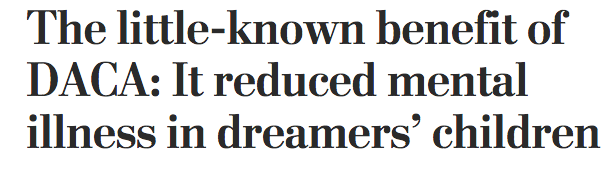 The little-known benefit of
DACA: It reduced mental
illness in dreamers’ children